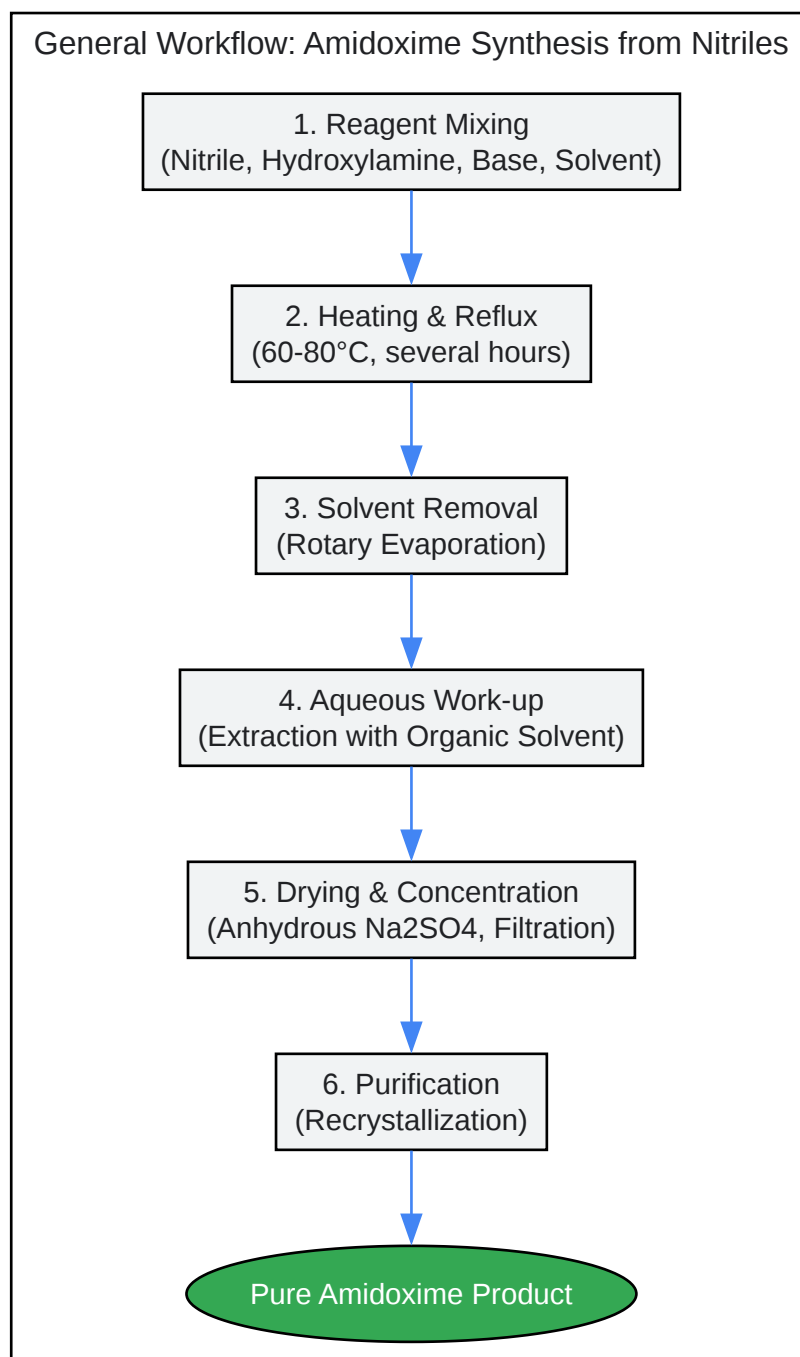 General Workflow: Amidoxime Synthesis from Nitriles
1. Reagent Mixing
(Nitrile, Hydroxylamine, Base, Solvent)
2. Heating & Reflux
(60-80°C, several hours)
3. Solvent Removal
(Rotary Evaporation)
4. Aqueous Work-up
(Extraction with Organic Solvent)
5. Drying & Concentration
(Anhydrous Na2SO4, Filtration)
6. Purification
(Recrystallization)
Pure Amidoxime Product